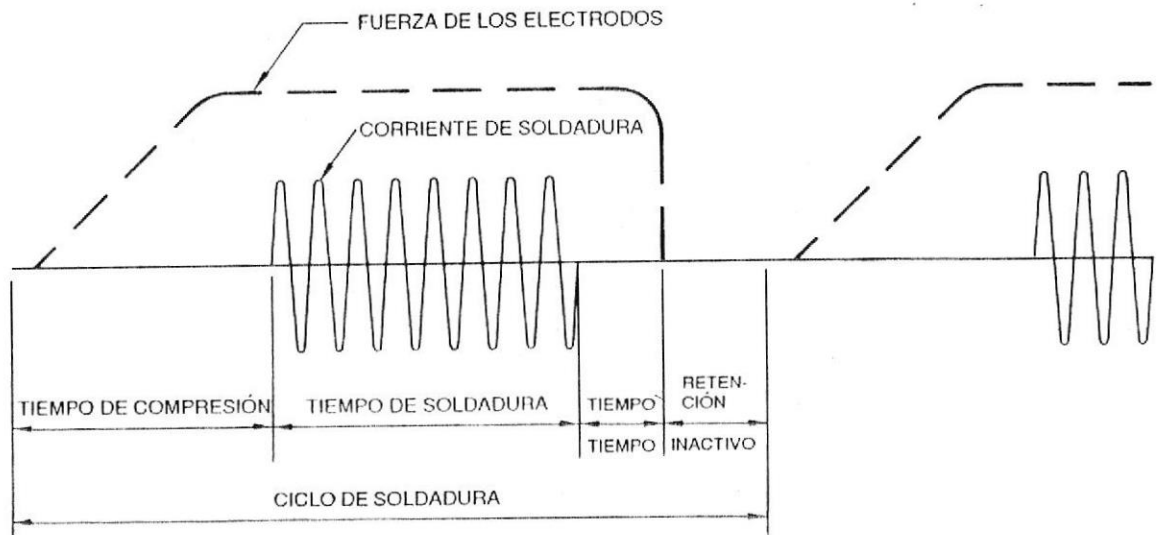 FUERZA DE LOS ELECTRODOS
CORRIENTE DE SOLDADURA
TIEMPO DE COMPRESIÓN
TIEMPO DE SOLDADURA
TIEMPO
RETEN-
CIÓN
TIEMPO
INACTIVO
CICLO DE SOLDADURA